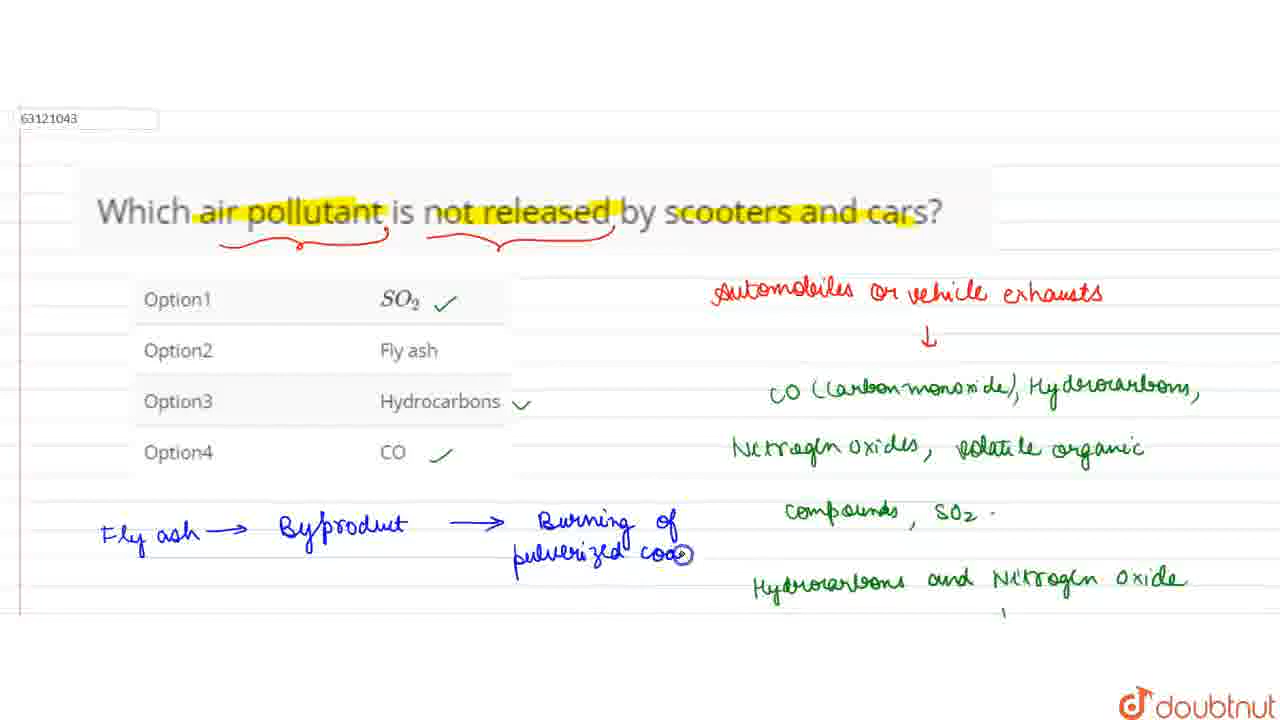 63121043
Which air pollutant is not released by scooters and cars?
Option1 SO₂ ✓
Option2 Fly ash
Option3 Hydrocarbons ✓
Option4 CO ✓
Automobiles or vehicle exhausts
↓
CO (Carbon monoxide), Hydrocarbons,
Nitrogen oxides, volatile organic
compounds, SO₂.
Hydrocarbons and Nitrogen oxide
Fly ash → Byproduct → Burning of
pulverized coal
doubtnut